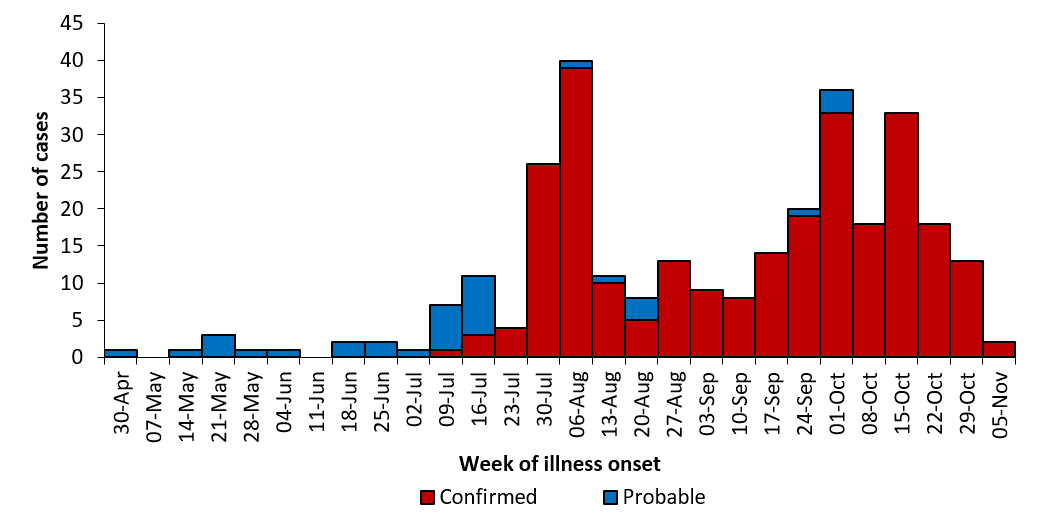 45
40
35
30
25
20
15
10
5
0
Number of cases
30-Apr
07-May
14-May
21-May
28-May
04-Jun
11-Jun
18-Jun
25-Jun
02-Jul
09-Jul
16-Jul
23-Jul
30-Jul
06-Aug
13-Aug
20-Aug
27-Aug
03-Sep
10-Sep
17-Sep
24-Sep
01-Oct
08-Oct
15-Oct
22-Oct
29-Oct
05-Nov
Week of illness onset
Confirmed Probable